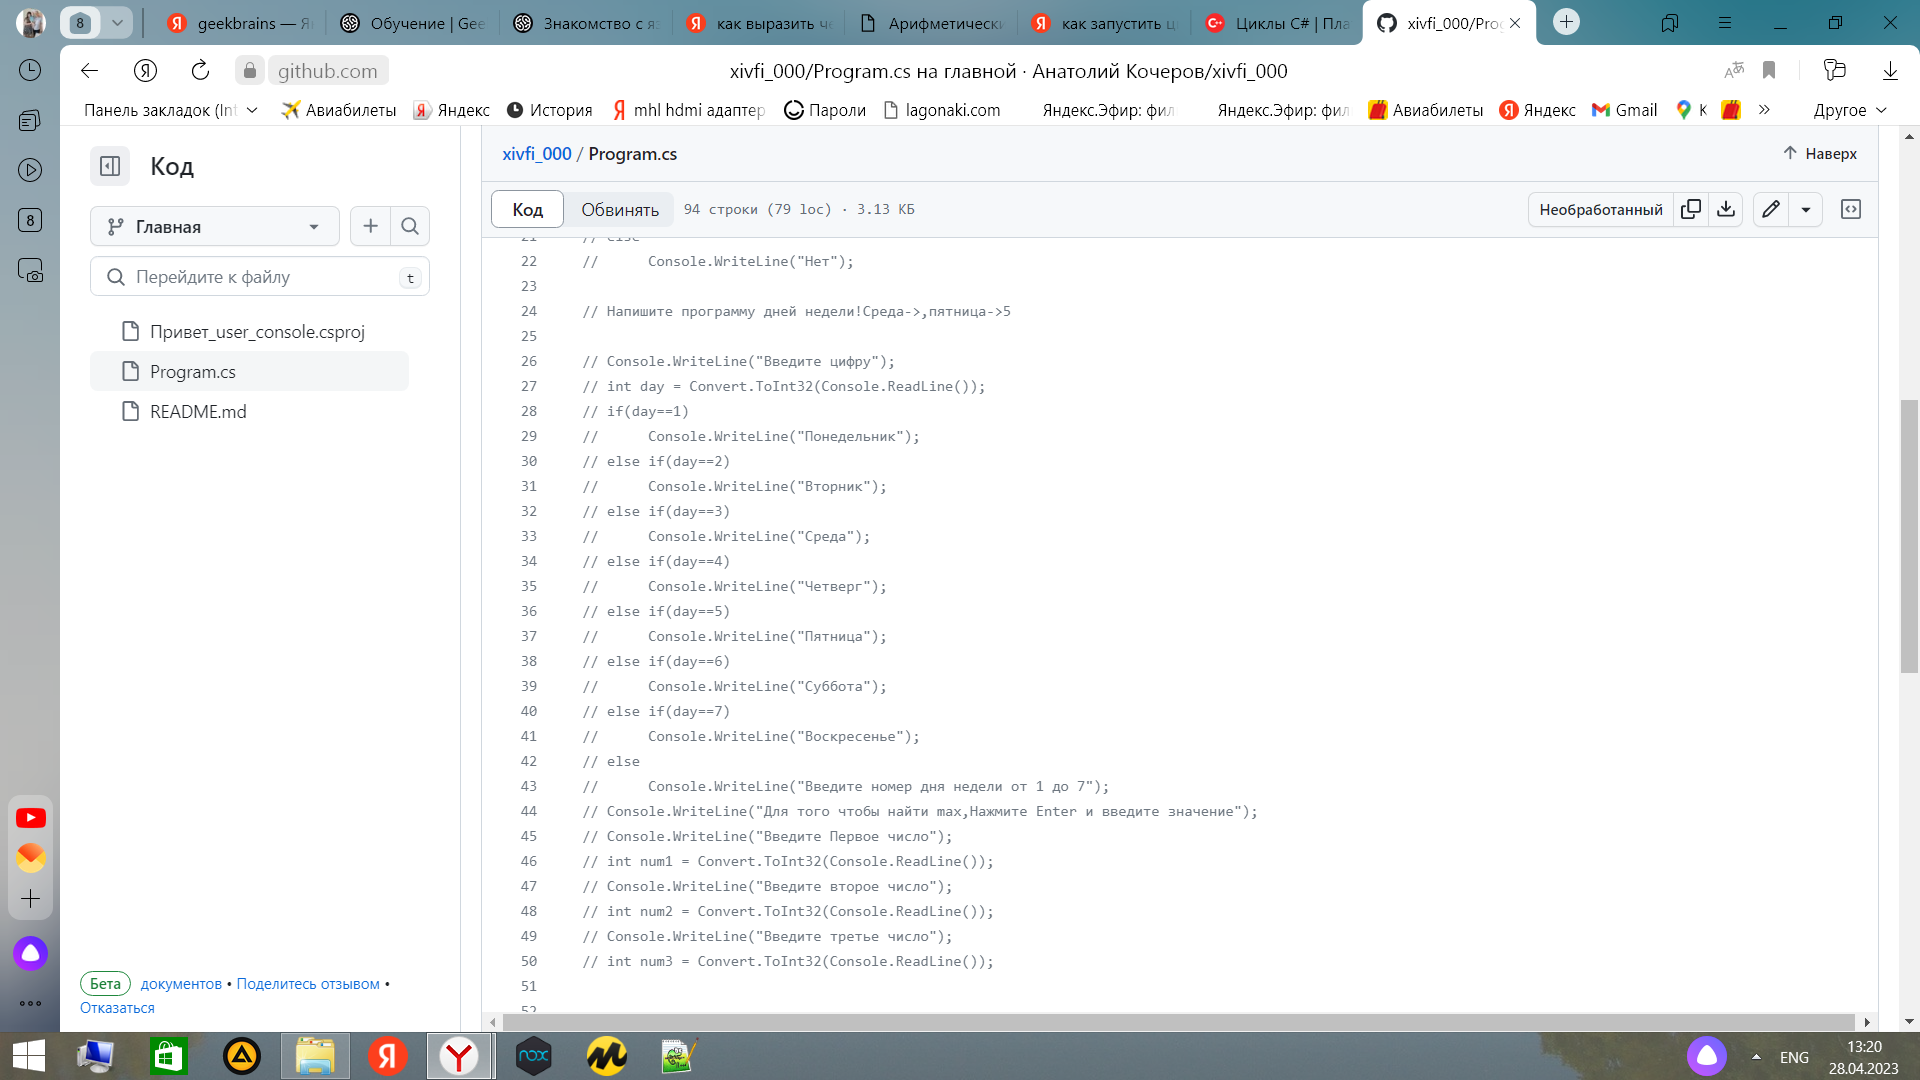 8
geekbrains — Ян
Обучение | Gee
Знакомство с яз
как выразить че
Арифметически
как запустить ц
Циклы C# | Пла
xivfi_000/Prog
github.com
xivfi_000/Program.cs на главной · Анатолий Кочеров/xivfi_000
Панель закладок (Int
Авиабилеты
Яндекс
История
mhl hdmi адаптер
Пароли
lagonaki.com
Яндекс.Эфир: фил
Яндекс.Эфир: фил
Авиабилеты
Яндекс
Gmail
К
»
Другое
8
Код
Главная
Перейдите к файлу
t
Привет_user_console.csproj
Program.cs
README.md
Бета документов • Поделитесь отзывом •
Отказаться
xivfi_000 / Program.cs
Наверх
Код
Обвинять
94 строки (79 loc) · 3.13 КБ
Необработанный
21 // else
22 //      Console.WriteLine("Нет");
23
24 // Напишите программу дней недели!Среда->,пятница->5
25
26 // Console.WriteLine("Введите цифру");
27 // int day = Convert.ToInt32(Console.ReadLine());
28 // if(day==1)
29 //      Console.WriteLine("Понедельник");
30 // else if(day==2)
31 //      Console.WriteLine("Вторник");
32 // else if(day==3)
33 //      Console.WriteLine("Среда");
34 // else if(day==4)
35 //      Console.WriteLine("Четверг");
36 // else if(day==5)
37 //      Console.WriteLine("Пятница");
38 // else if(day==6)
39 //      Console.WriteLine("Суббота");
40 // else if(day==7)
41 //      Console.WriteLine("Воскресенье");
42 // else
43 //      Console.WriteLine("Введите номер дня недели от 1 до 7");
44 // Console.WriteLine("Для того чтобы найти max,Нажмите Enter и введите значение");
45 // Console.WriteLine("Введите Первое число");
46 // int num1 = Convert.ToInt32(Console.ReadLine());
47 // Console.WriteLine("Введите второе число");
48 // int num2 = Convert.ToInt32(Console.ReadLine());
49 // Console.WriteLine("Введите третье число");
50 // int num3 = Convert.ToInt32(Console.ReadLine());
51
52
nox
ENG
13:20
28.04.2023